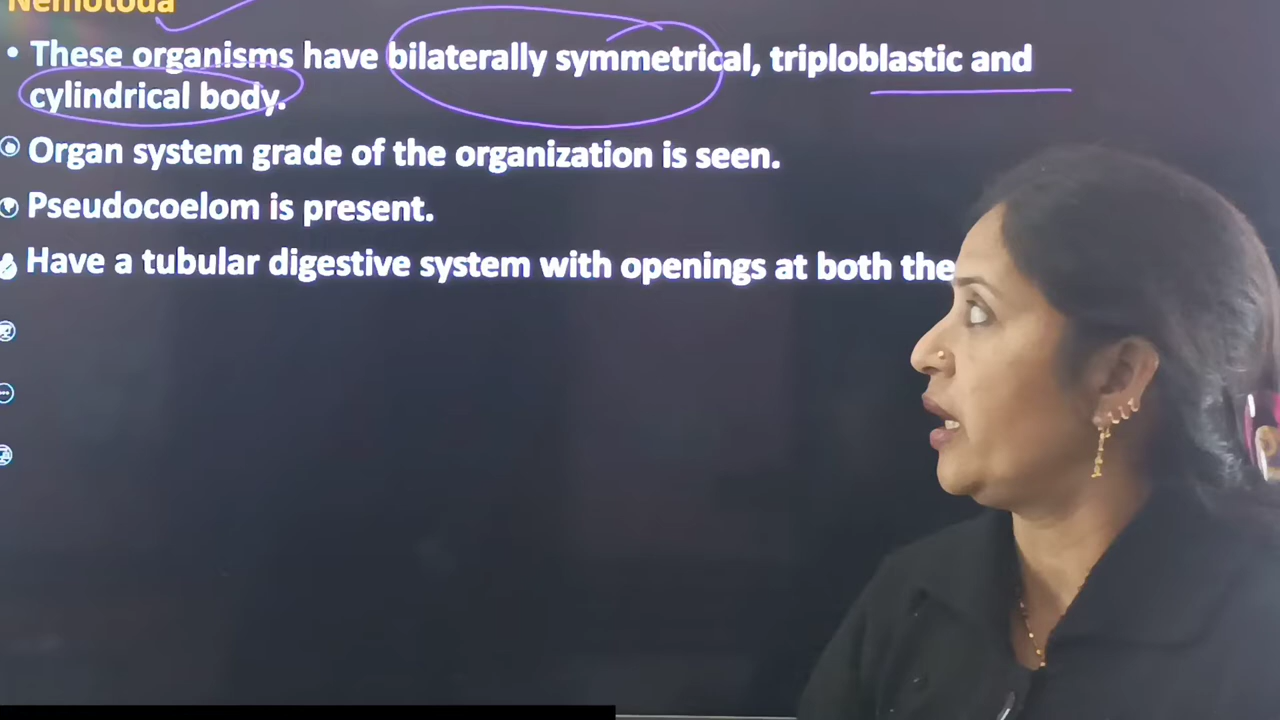 Nemotoda
• These organisms have bilaterally symmetrical, triploblastic and
cylindrical body.
Organ system grade of the organization is seen.
Pseudocoelom is present.
Have a tubular digestive system with openings at both the